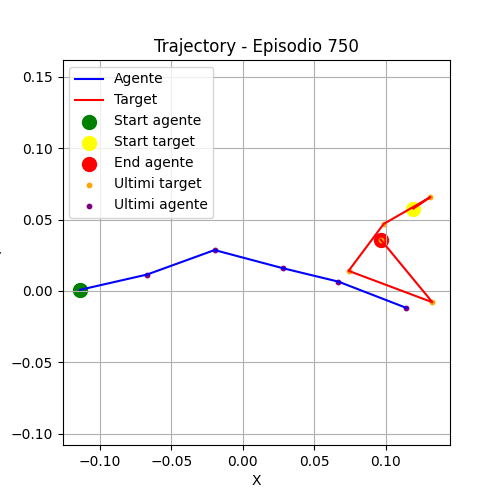 Trajectory - Episodio 750
Agente
Target
Start agente
Start target
End agente
Ultimi target
Ultimi agente
0.15
0.10
0.05
0.00
−0.05
−0.10
−0.10
−0.05
0.00
0.05
0.10
X